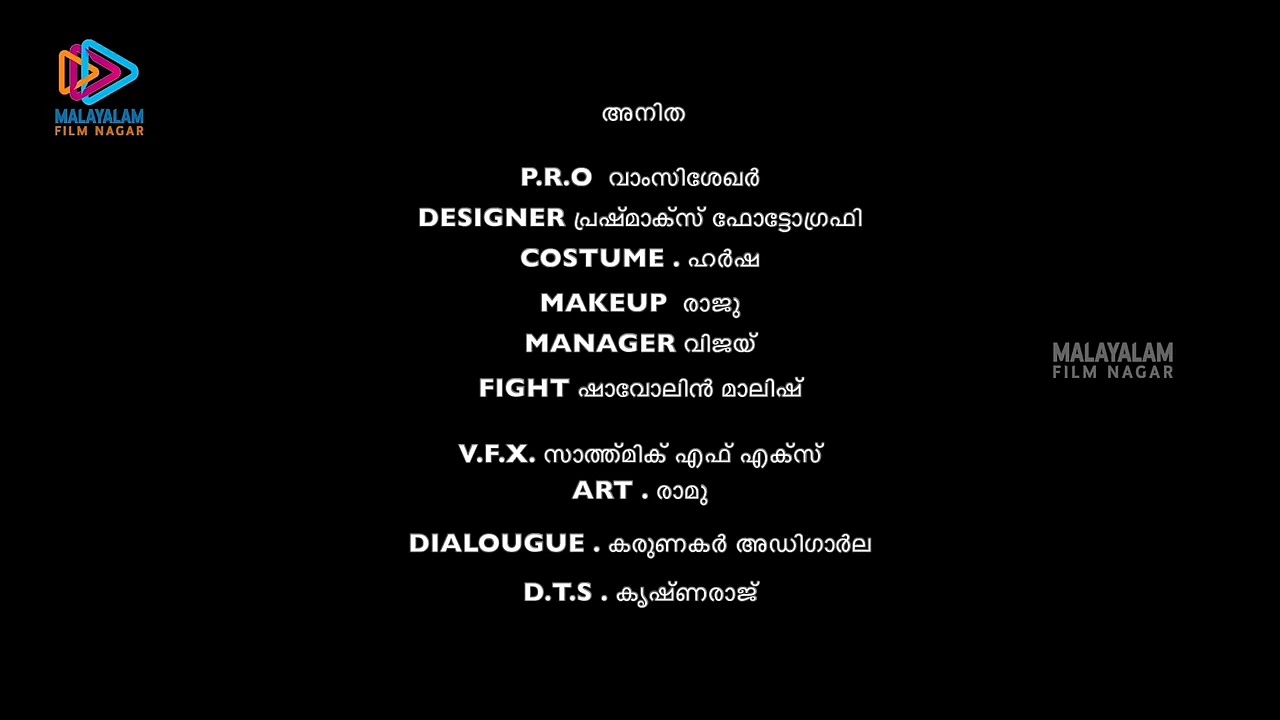 MALAYALAM
FILM NAGAR
അനിത
P.R.O വാംസിശേഖർ
DESIGNER പ്രഷ്മാക്സ് ഫോട്ടോഗ്രഫി
COSTUME . ഹർഷ
MAKEUP രാജു
MANAGER വിജയ്
MALAYALAM
FILM NAGAR
FIGHT ഷാവോലിൻ മാലിഷ്
V.F.X. സാത്ത്മിക് എഫ് എക്സ്
ART . രാമു
DIALOUGUE . കരുണകർ അഡിഗാർല
D.T.S . കൃഷ്ണരാജ്